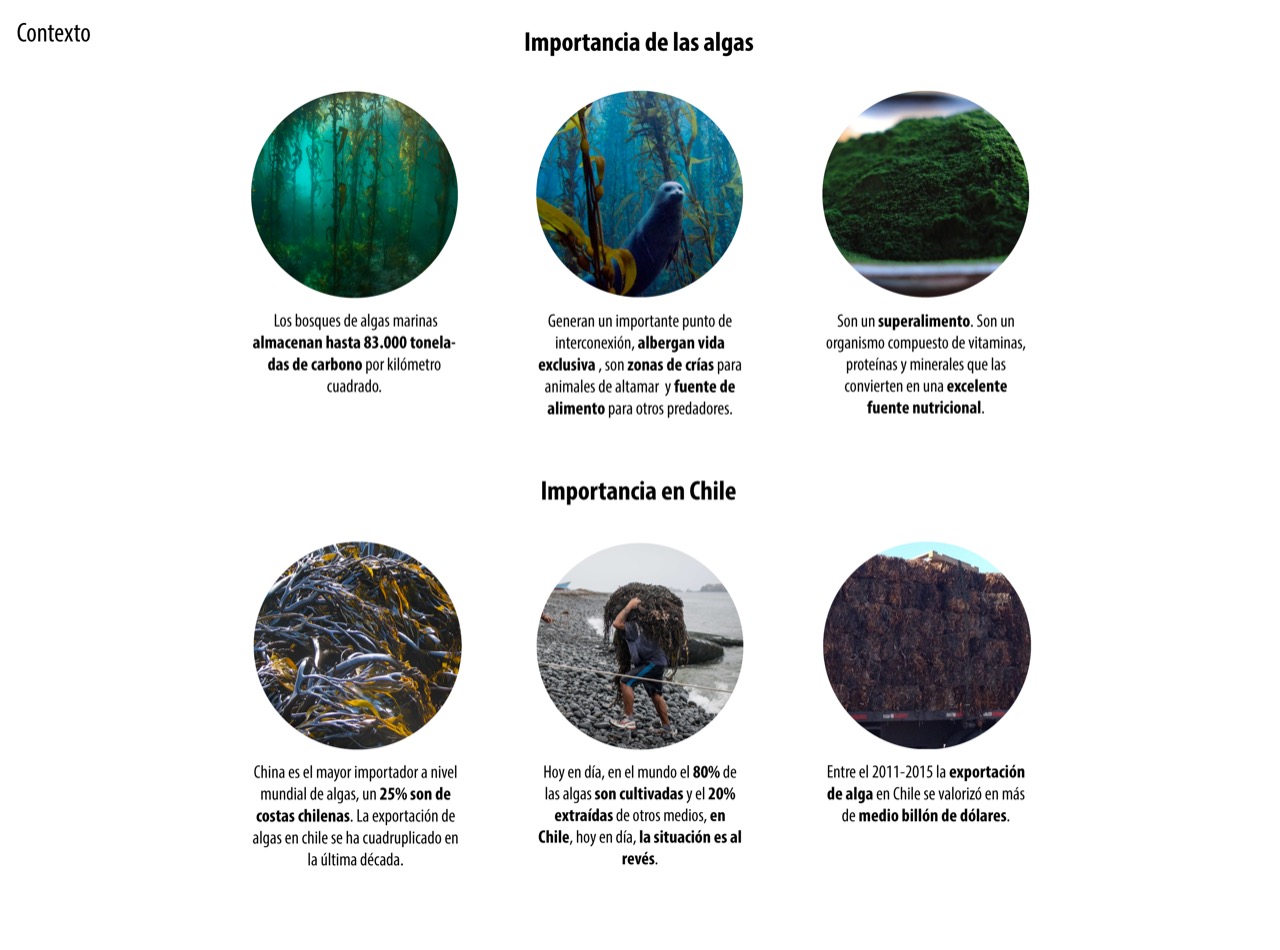 Contexto
Importancia de las algas
Los bosques de algas marinas
almacenan hasta 83.000 tonela-
das de carbono por kilómetro
cuadrado.
Generan un importante punto de
interconexión, albergan vida
exclusiva , son zonas de crías para
animales de altamar y fuente de
alimento para otros predadores.
Son un superalimento. Son un
organismo compuesto de vitaminas,
proteínas y minerales que las
convierten en una excelente
fuente nutricional.
Importancia en Chile
China es el mayor importador a nivel
mundial de algas, un 25% son de
costas chilenas. La exportación de
algas en chile se ha cuadruplicado en
la última década.
Hoy en día, en el mundo el 80% de
las algas son cultivadas y el 20%
extraídas de otros medios, en
Chile, hoy en día, la situación es al
revés.
Entre el 2011-2015 la exportación
de alga en Chile se valorizó en más
de medio billón de dólares.